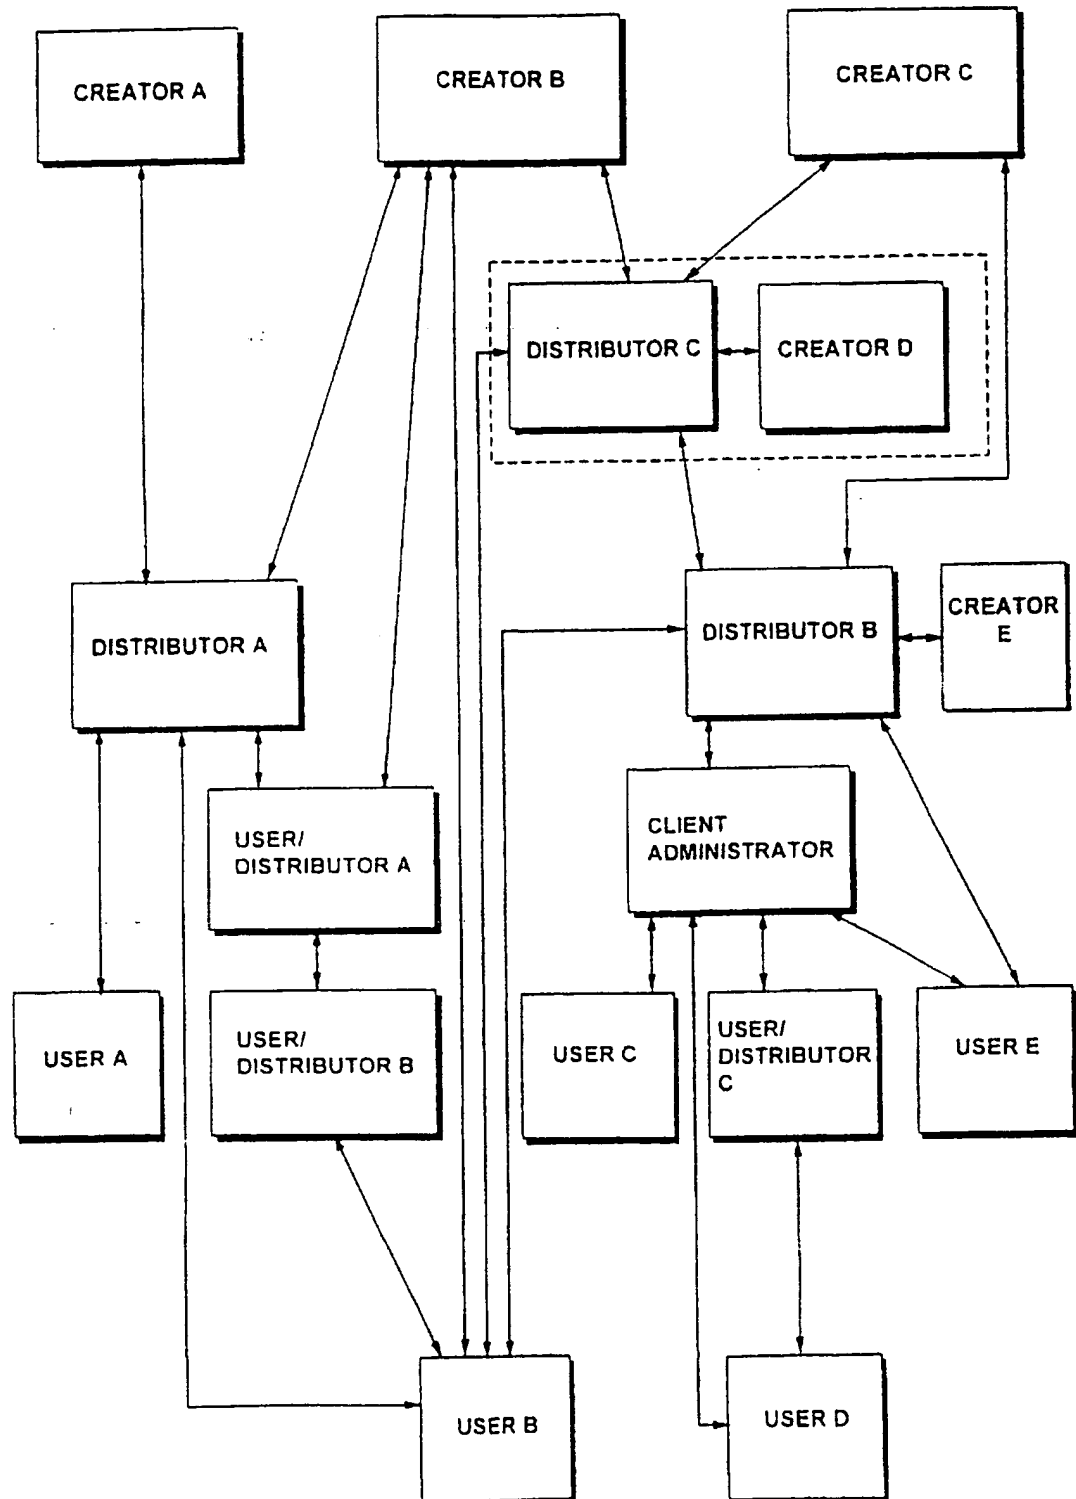 CREATOR A
CREATOR B
CREATOR C
DISTRIBUTOR C
CREATOR D
DISTRIBUTOR A
DISTRIBUTOR B
CREATOR
E
USER/
DISTRIBUTOR A
CLIENT
ADMINISTRATOR
USER A
USER/
DISTRIBUTOR B
USER C
USER/
DISTRIBUTOR
C
USER E
USER B
USER D